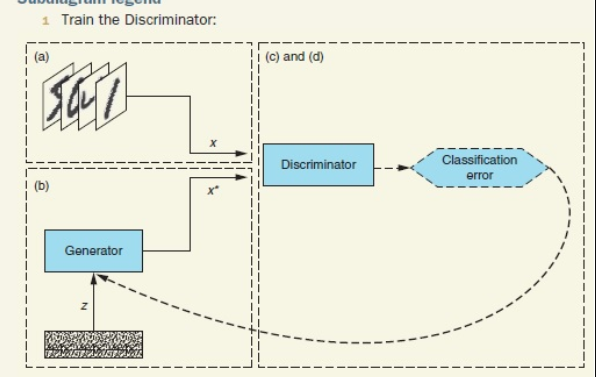 Subdiagram legend
1 Train the Discriminator:
(a)
(c) and (d)
x
Discriminator
Classification
error
(b)
x*
Generator
z